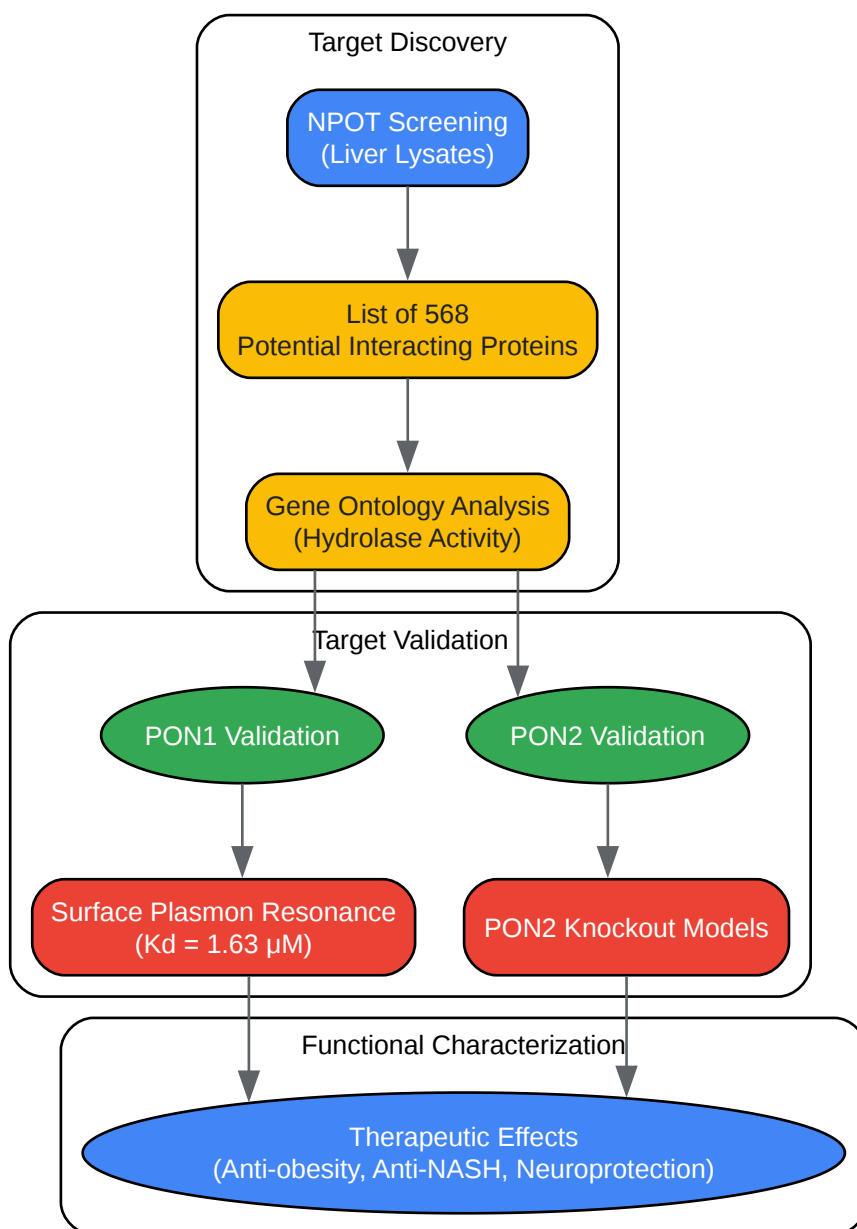 Target Discovery
NPOT Screening
(Liver Lysates)
List of 568
Potential Interacting Proteins
Gene Ontology Analysis
(Hydrolase Activity)
Target Validation
PON1 Validation
PON2 Validation
Surface Plasmon Resonance
(Kd = 1.63 μM)
PON2 Knockout Models
Functional Characterization
Therapeutic Effects
(Anti-obesity, Anti-NASH, Neuroprotection)